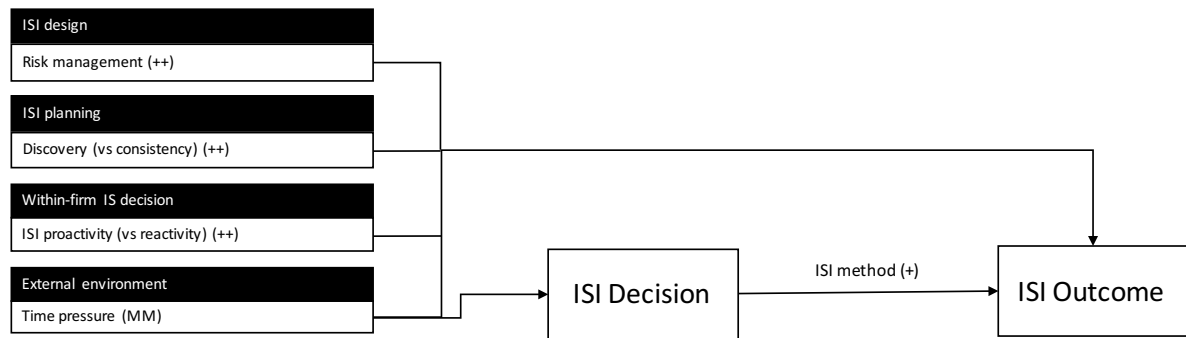 ISI design
Risk management (++)
ISI planning
Discovery (vs consistency) (++)
Within-firm IS decision
ISI proactivity (vs reactivity) (++)
External environment
Time pressure (MM)
ISI Decision
ISI method (+)
ISI Outcome